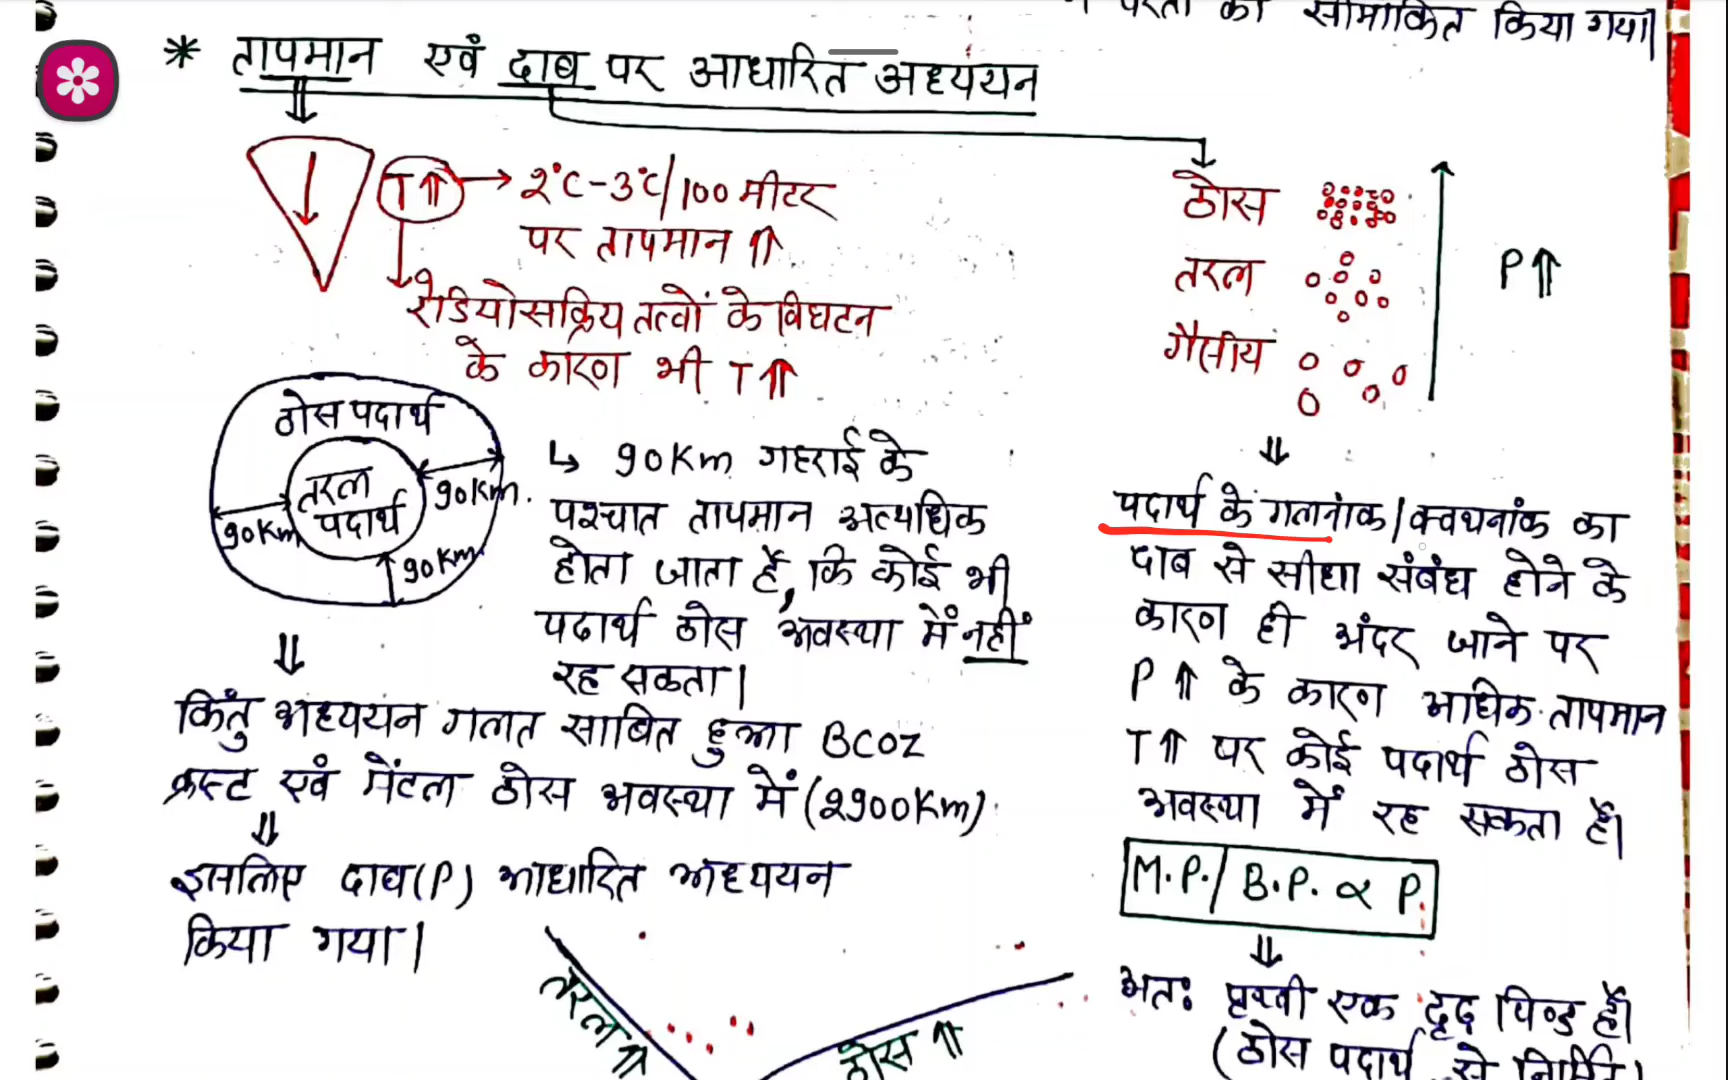 परतों को सीमांकित किया गया|
* तापमान एवं दाब पर आधारित अध्ययन
T⇑ → 2°C-3°C/100 मीटर
पर तापमान ⇑
रेडियोसक्रिय तत्वों के विघटन
के कारण भी T⇑
ठोस
तरल
गैसीय
P⇑
ठोस पदार्थ
तरल
पदार्थ
90Km
90Km.
90Km
↳ 90Km गहराई के
पश्चात तापमान अत्यधिक
होता जाता है, कि कोई भी
पदार्थ ठोस अवस्था में नहीं
रह सकता|
किंतु अध्ययन गलत साबित हुआ BCOZ
क्रस्ट एवं मेंटल ठोस अवस्था में (2900Km)
इसलिए दाब(P) आधारित अध्ययन
किया गया|
पदार्थ के गलनांक/क्वथनांक का
दाब से सीधा संबंध होने के
कारण ही अंदर जाने पर
P⇑ के कारण अधिक तापमान
T⇑ पर कोई पदार्थ ठोस
अवस्था में रह सकता है|
M.P./B.P. ∝ P.
अतः पृथ्वी एक दृढ़ पिण्ड है|
(ठोस पदार्थ से निर्मित)
तरल⇑
ठोस ⇑